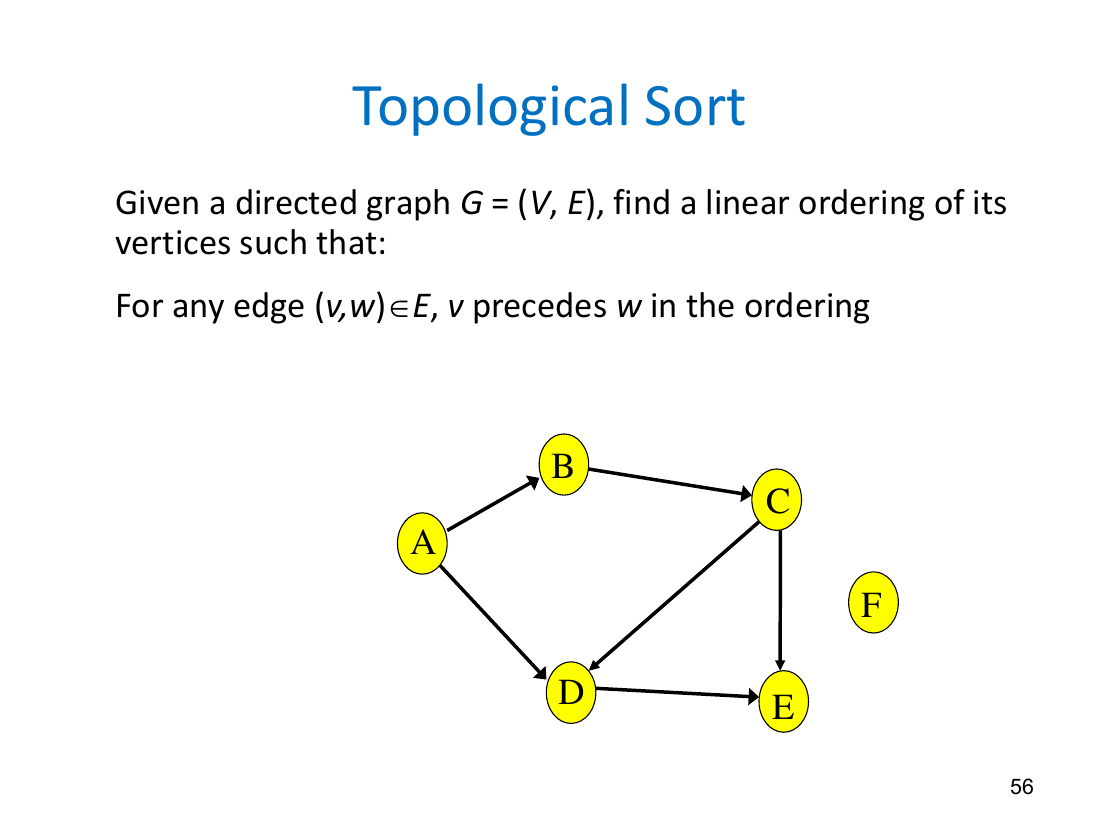 Topological Sort
Given a directed graph G = (V, E), find a linear ordering of its
vertices such that:
For any edge (v,w)∈E, v precedes w in the ordering
B
C
A
F
D
E
56